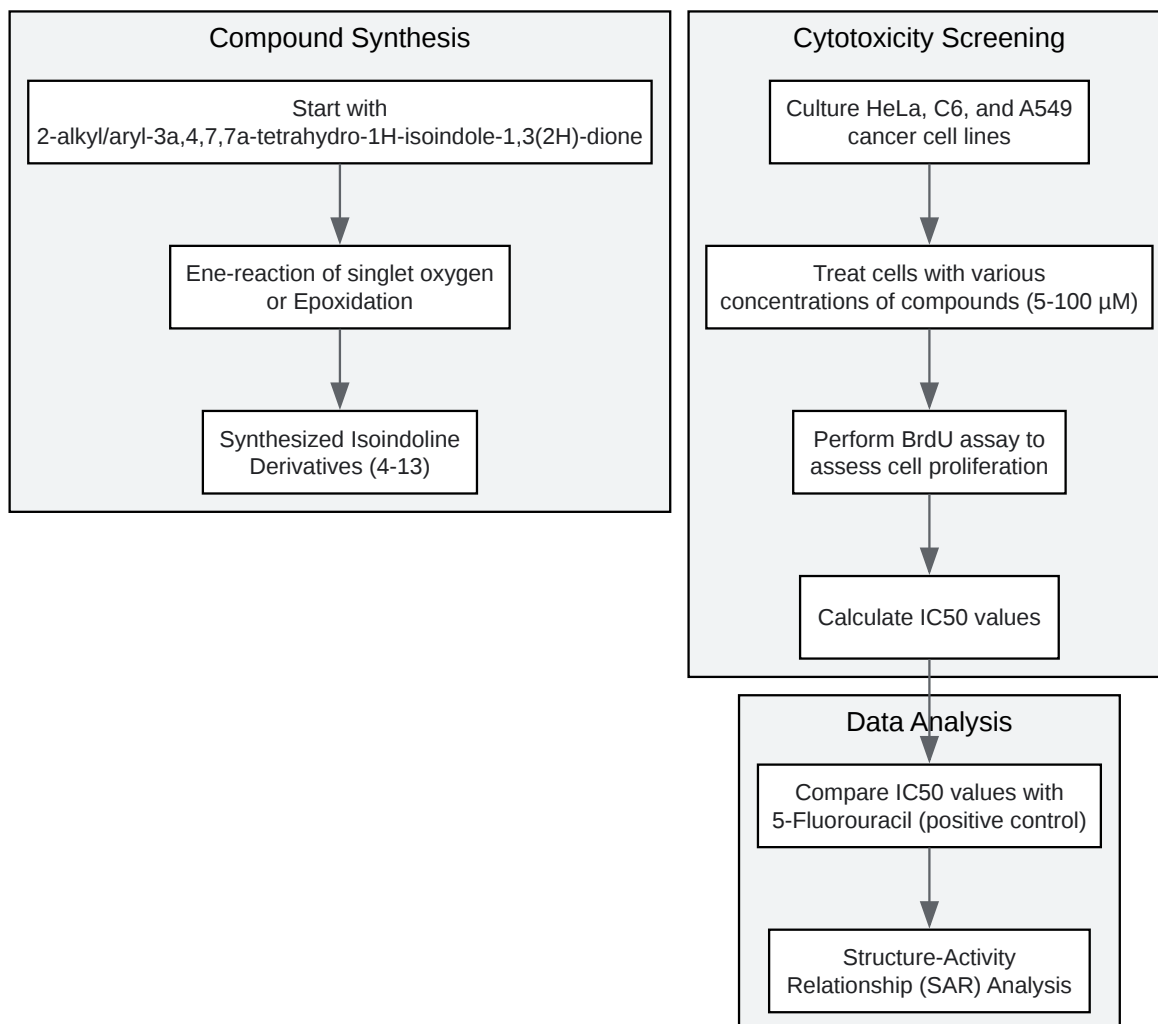 Compound Synthesis
Start with
2-alkyl/aryl-3a,4,7,7a-tetrahydro-1H-isoindole-1,3(2H)-dione
Ene-reaction of singlet oxygen
or Epoxidation
Synthesized Isoindoline
Derivatives (4-13)
Cytotoxicity Screening
Culture HeLa, C6, and A549
cancer cell lines
Treat cells with various
concentrations of compounds (5-100 µM)
Perform BrdU assay to
assess cell proliferation
Calculate IC50 values
Data Analysis
Compare IC50 values with
5-Fluorouracil (positive control)
Structure-Activity
Relationship (SAR) Analysis